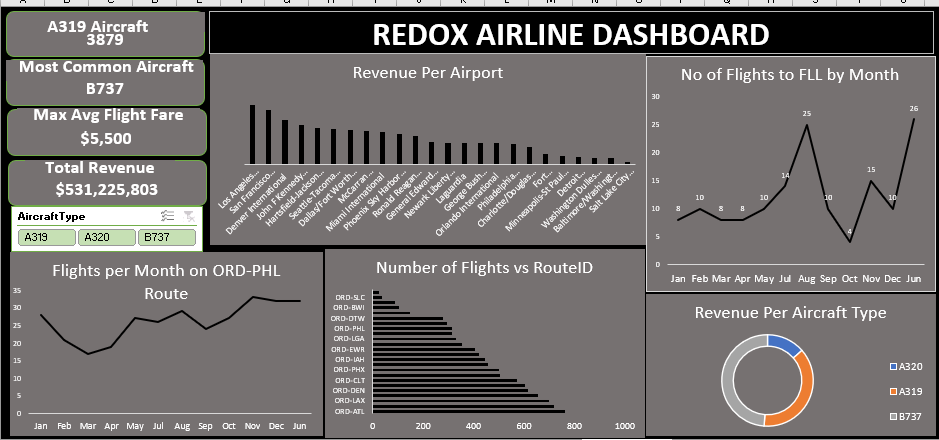 A319 Aircraft
3879
Most Common Aircraft
B737
Max Avg Flight Fare
$5,500
Total Revenue
$531,225,803
AircraftType
A319
A320
B737
REDOX AIRLINE DASHBOARD
Revenue Per Airport
Los Angeles...
San Francisco...
Denver International
John F Kennedy...
Hartsfield-Jackson...
Seattle-Tacoma...
Dallas/Fort Worth...
McCarran...
Miami International
Phoenix Sky Harbor...
Ronald Reagan...
General Edward...
Newark Liberty...
Laguardia
George Bush...
Orlando International
Philadelphia...
Charlotte/Douglas...
Fort...
Minneapolis-St Paul...
Detroit...
Washington Dulles...
Baltimore/Washing...
Salt Lake City...
No of Flights to FLL by Month
30
25
20
15
10
5
0
8
10
8
8
10
14
25
10
4
15
10
26
Jan
Feb
Mar
Apr
May
Jul
Aug
Sep
Oct
Nov
Dec
Jun
Flights per Month on ORD-PHL
Route
35
30
25
20
15
10
5
0
Jan
Feb
Mar
Apr
May
Jul
Aug
Sep
Oct
Nov
Dec
Jun
Number of Flights vs RouteID
ORD-SLC
ORD-BWI
ORD-DTW
ORD-PHL
ORD-LGA
ORD-EWR
ORD-IAH
ORD-PHX
ORD-CLT
ORD-DEN
ORD-LAX
ORD-ATL
0
200
400
600
800
1000
Revenue Per Aircraft Type
A320
A319
B737